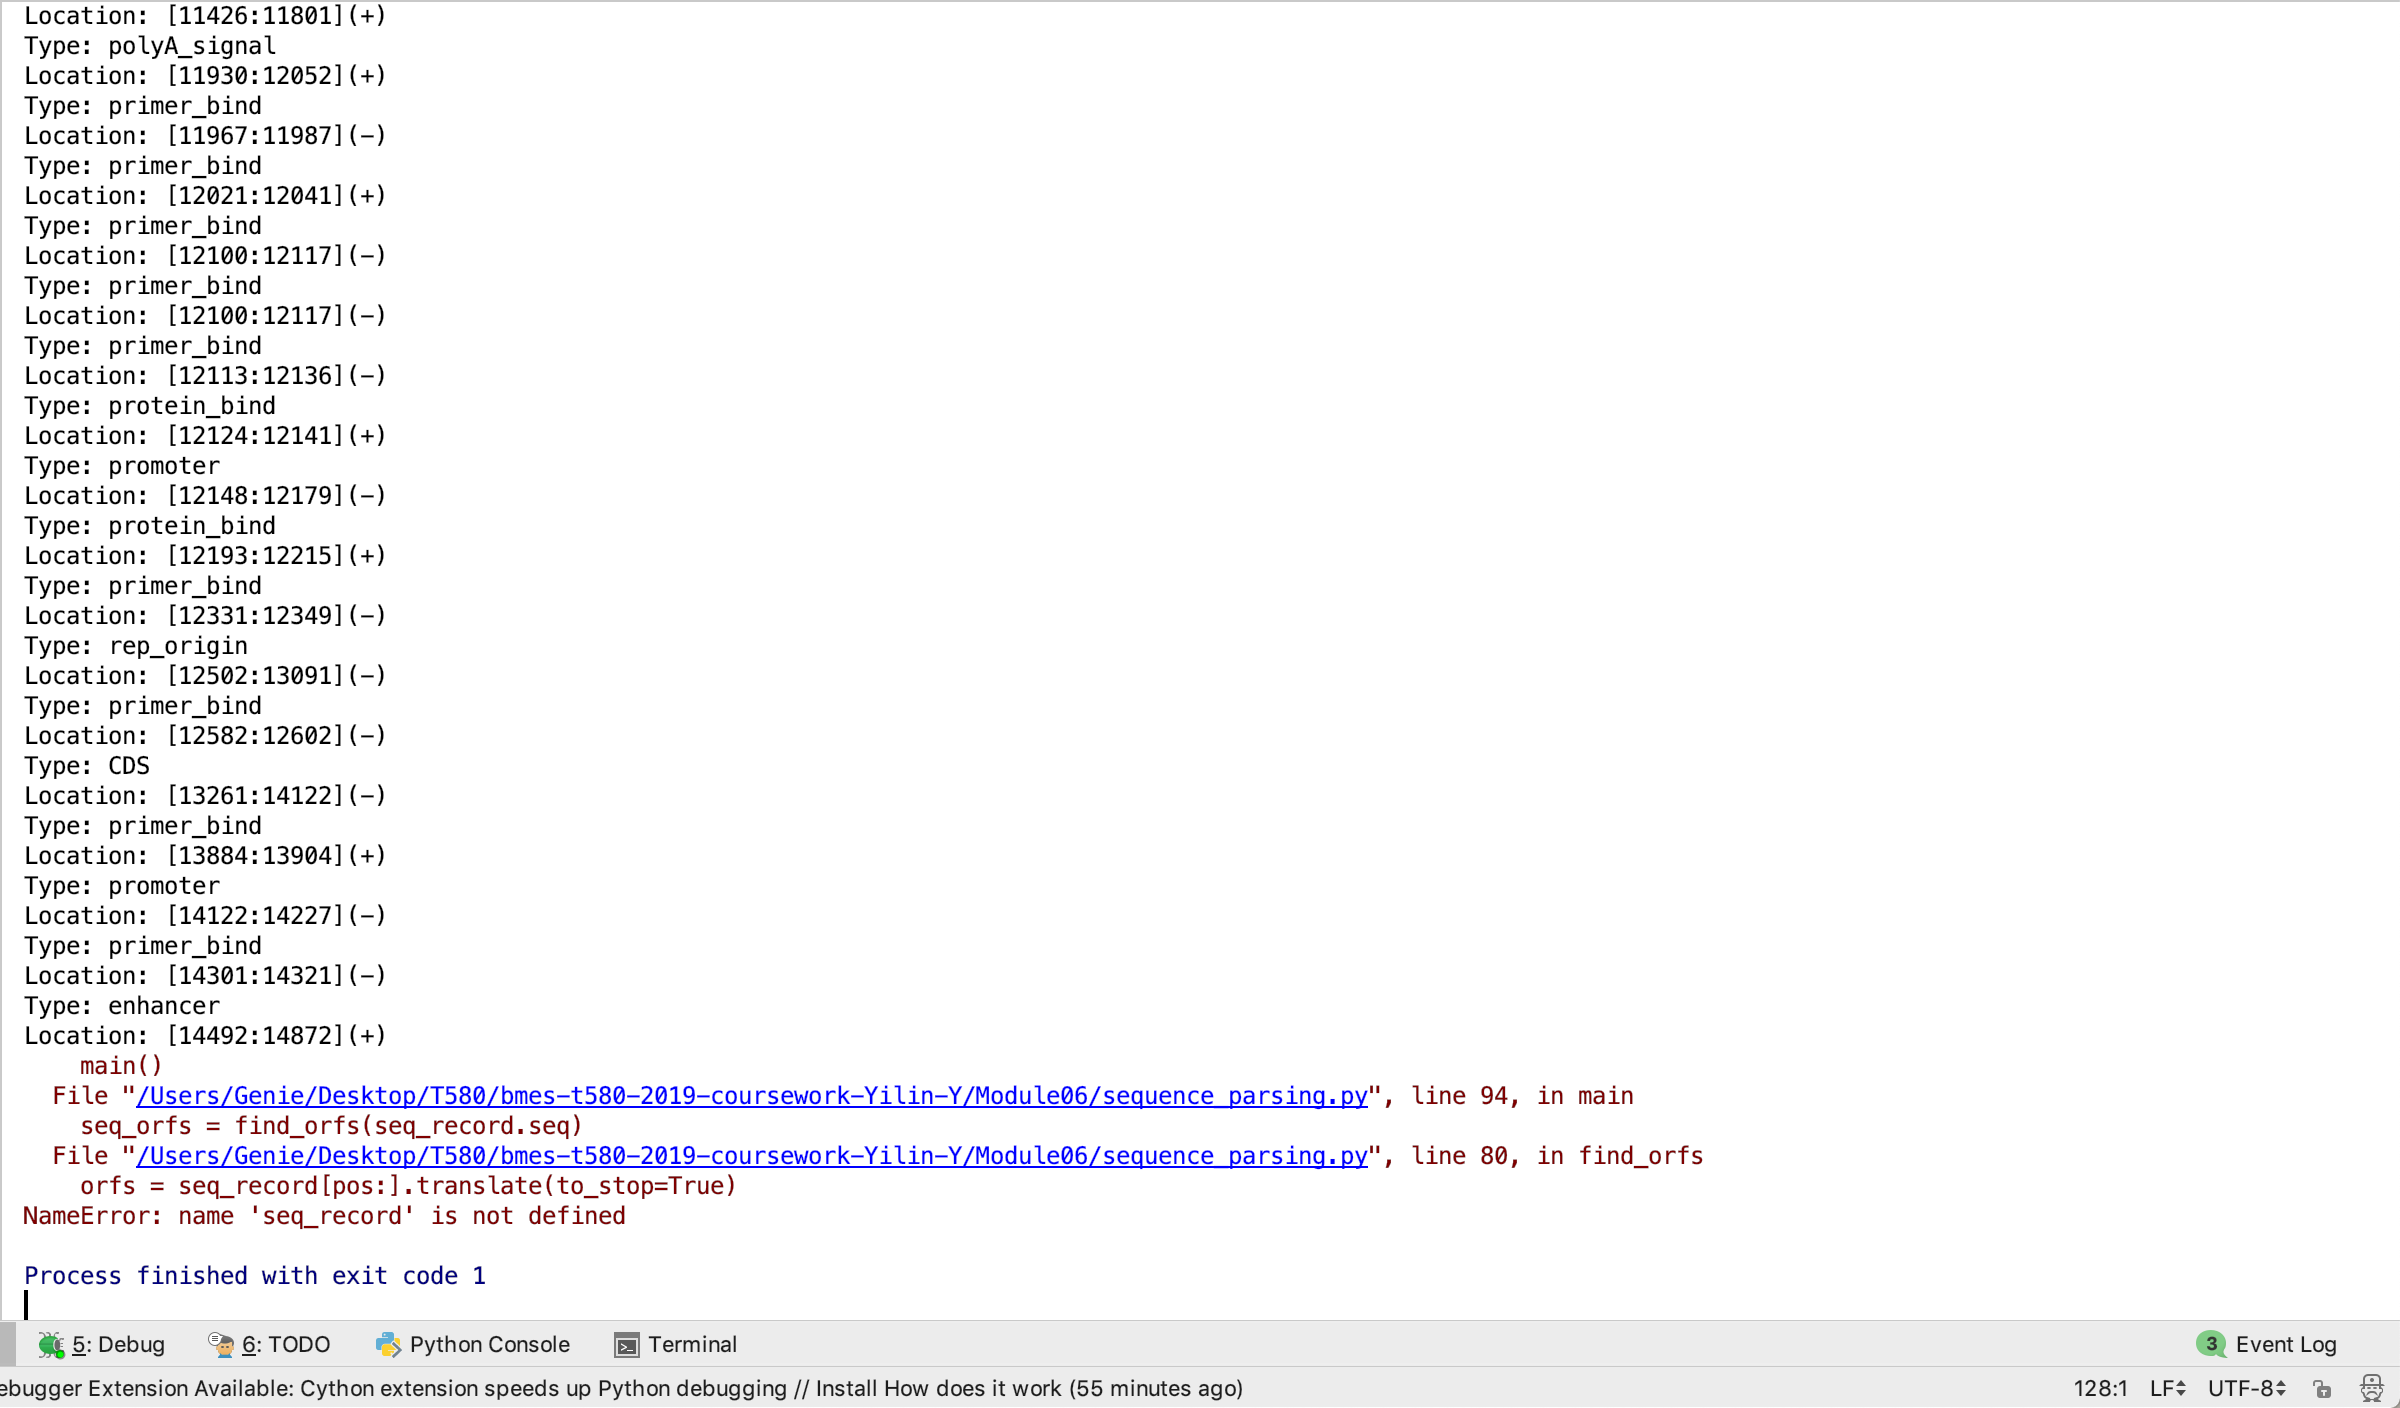 Location: [11426:11801](+)
Type: polyA_signal
Location: [11930:12052](+)
Type: primer_bind
Location: [11967:11987](-)
Type: primer_bind
Location: [12021:12041](+)
Type: primer_bind
Location: [12100:12117](-)
Type: primer_bind
Location: [12100:12117](-)
Type: primer_bind
Location: [12113:12136](-)
Type: protein_bind
Location: [12124:12141](+)
Type: promoter
Location: [12148:12179](-)
Type: protein_bind
Location: [12193:12215](+)
Type: primer_bind
Location: [12331:12349](-)
Type: rep_origin
Location: [12502:13091](-)
Type: primer_bind
Location: [12582:12602](-)
Type: CDS
Location: [13261:14122](-)
Type: primer_bind
Location: [13884:13904](+)
Type: promoter
Location: [14122:14227](-)
Type: primer_bind
Location: [14301:14321](-)
Type: enhancer
Location: [14492:14872](+)
    main()
  File "/Users/Genie/Desktop/T580/bmes-t580-2019-coursework-Yilin-Y/Module06/sequence_parsing.py", line 94, in main
    seq_orfs = find_orfs(seq_record.seq)
  File "/Users/Genie/Desktop/T580/bmes-t580-2019-coursework-Yilin-Y/Module06/sequence_parsing.py", line 80, in find_orfs
    orfs = seq_record[pos:].translate(to_stop=True)
NameError: name 'seq_record' is not defined
Process finished with exit code 1
5: Debug 6: TODO Python Console Terminal 3 Event Log
ebugger Extension Available: Cython extension speeds up Python debugging // Install How does it work (55 minutes ago) 128:1 LF UTF-8